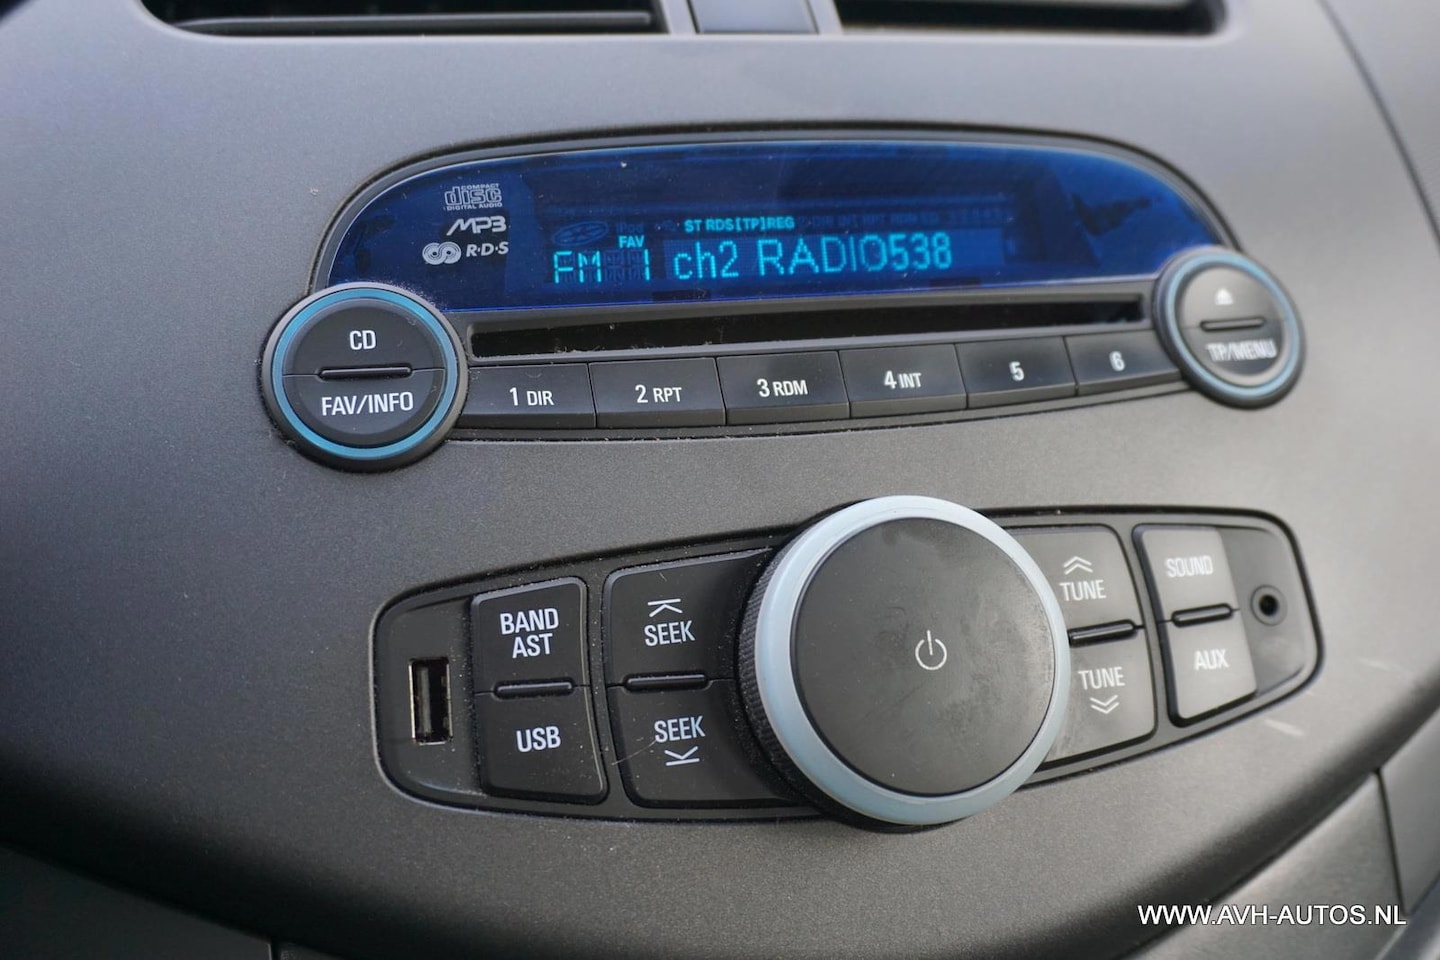 COMPACT
disc
DIGITAL AUDIO
MP3
R·D·S
iPod
ST RDS[TP]REG
FAV
FM 1 ch2 RADIO538
CD
FAV/INFO
1 DIR
2 RPT
3 RDM
4 INT
5
6
TP/MENU
BAND
AST
USB
SEEK
SEEK
TUNE
TUNE
SOUND
AUX
WWW.AVH-AUTOS.NL